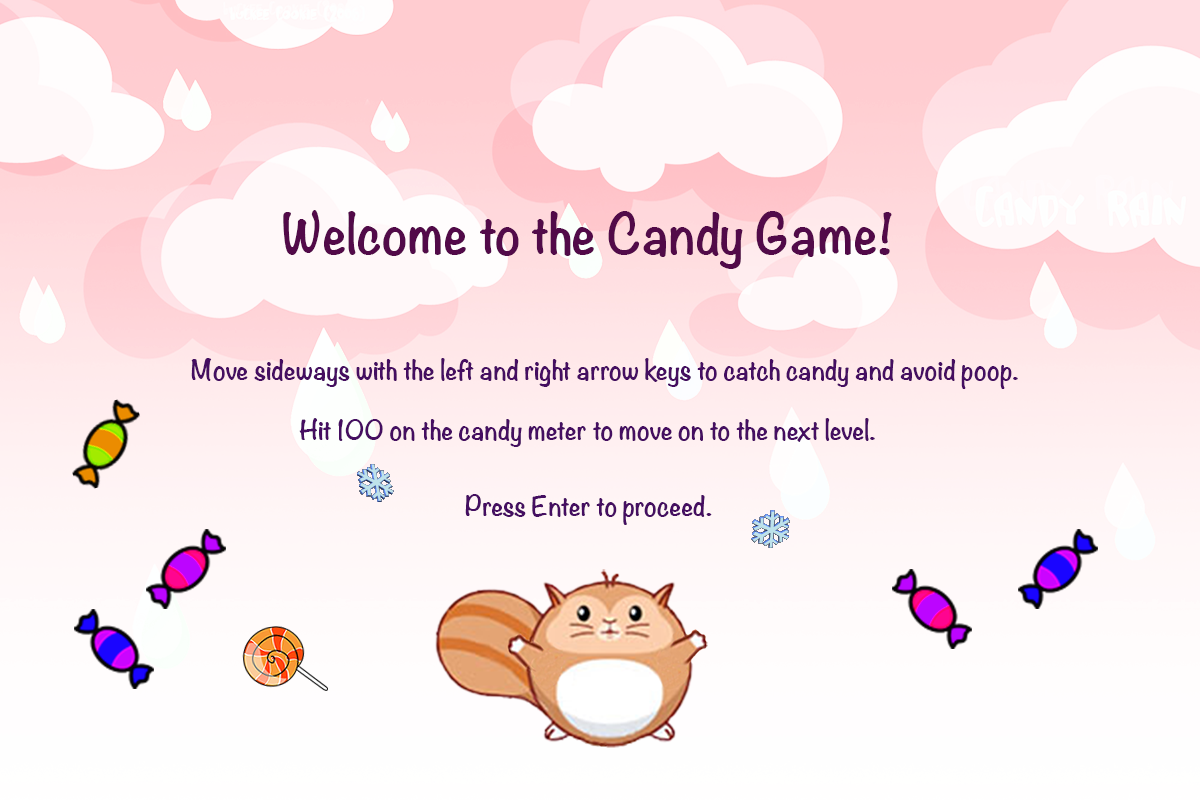 CANDY RAIN
Welcome to the Candy Game!
Move sideways with the left and right arrow keys to catch candy and avoid poop.
Hit 100 on the candy meter to move on to the next level.
Press Enter to proceed.